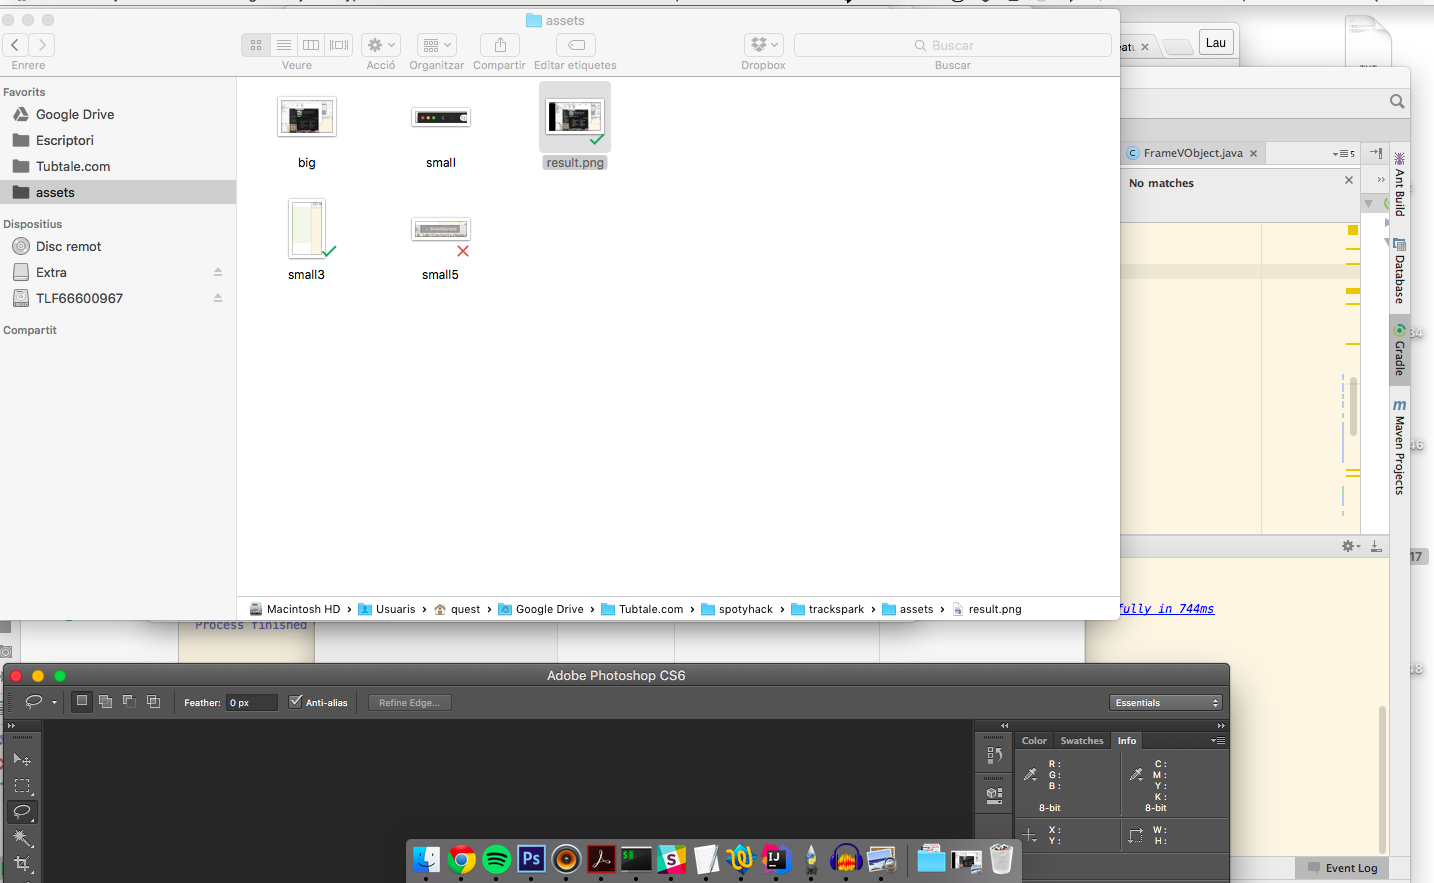 assets
Enrere
Veure
Acció
Organitzar
Compartir
Editar etiquetes
Dropbox
Buscar
Buscar
Lau
Favorits
Google Drive
Escriptori
Tubtale.com
assets
Dispositius
Disc remot
Extra
TLF66600967
Compartit
big
small
result.png
small3
small5
Macintosh HD › Usuaris › quest › Google Drive › Tubtale.com › spotyhack › trackspark › assets › result.png
FrameVObject.java
5
No matches
Ant Build
Database
Gradle
Maven Projects
17
fully in 744ms
Process finished
Adobe Photoshop CS6
Feather: 0 px
Anti-alias
Refine Edge...
Essentials
Color
Swatches
Info
R :
G :
B :
8-bit
C :
M :
Y :
K :
8-bit
X :
Y :
W :
H :
Ps
IJ
Event Log